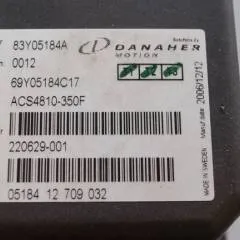 83Y05184A
0012
DANAHER
MOTION
69Y05184C17
ACS4810-350F
2006/12/12
220629-001
MADE IN SWEDEN
05184 12 709 032